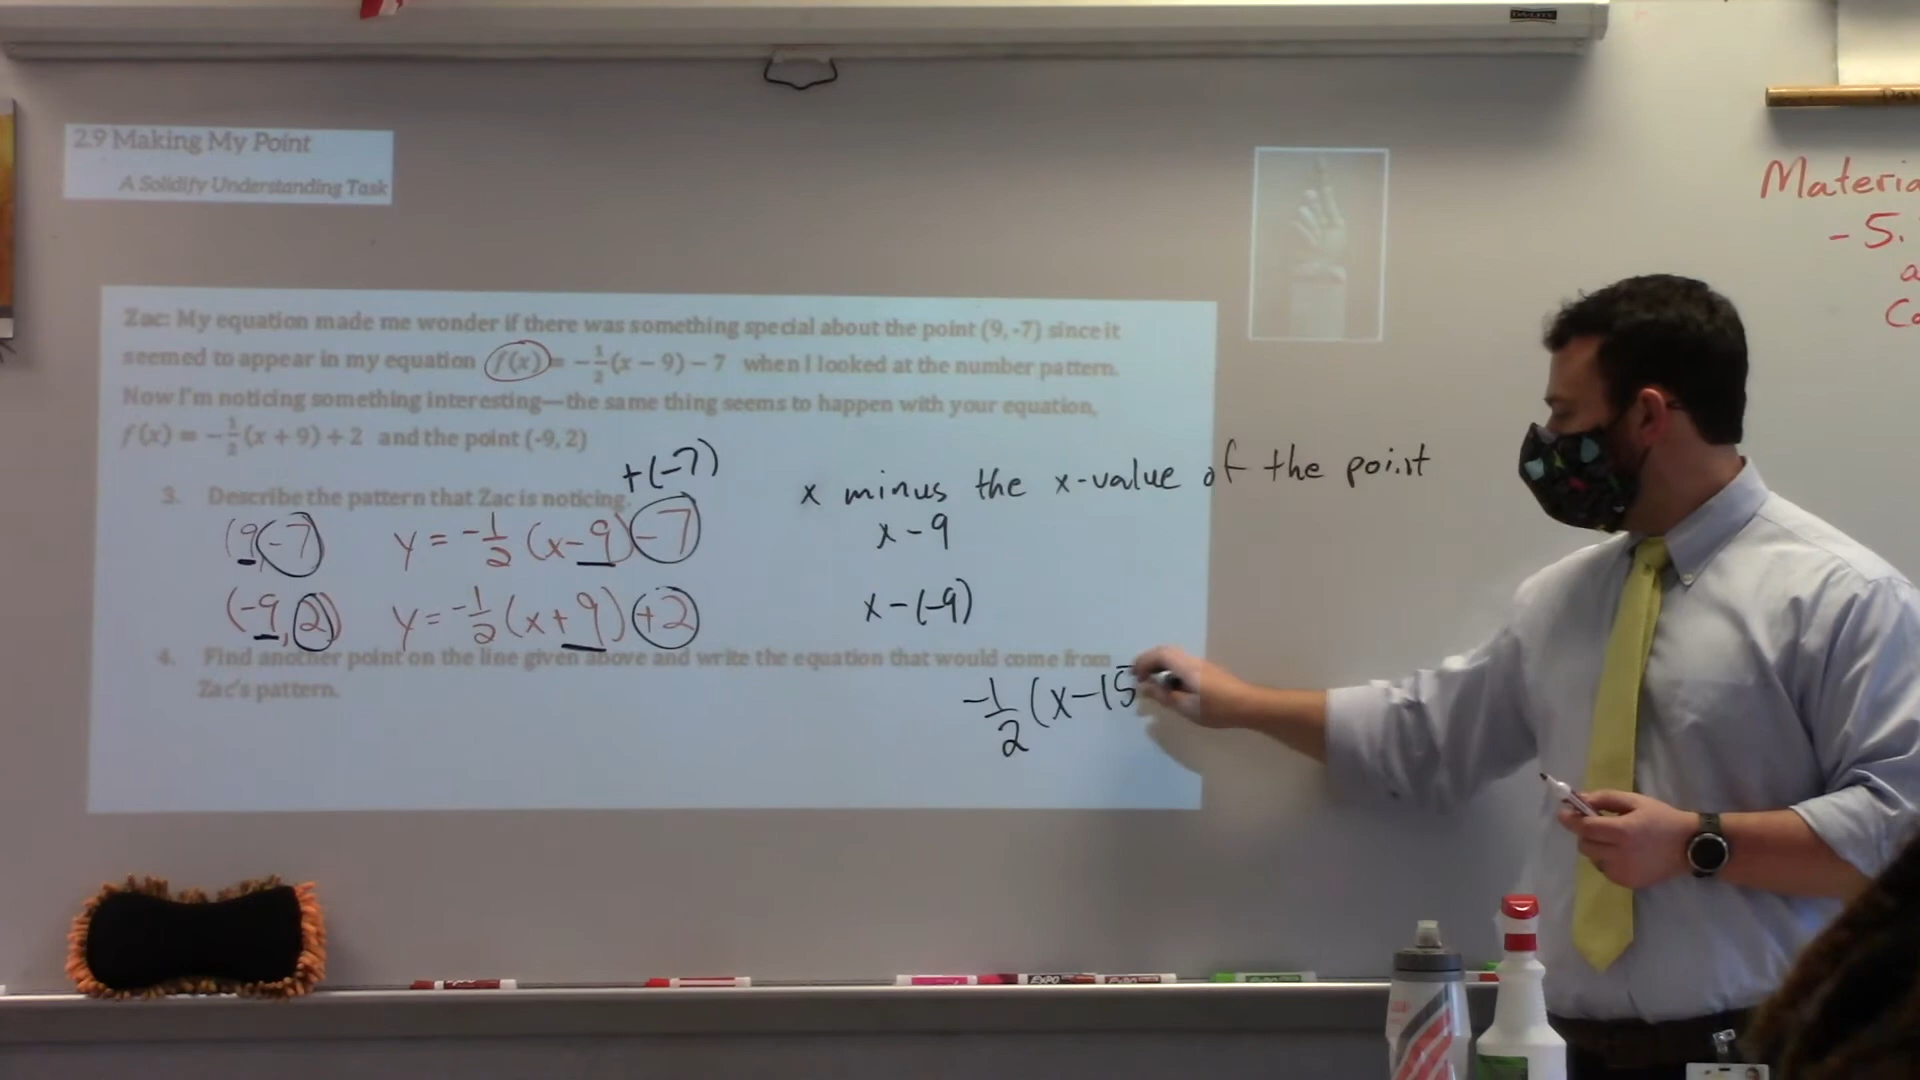 DA-LITE
2.9 Making My Point
A Solidify Understanding Task
Materia
- 5.
a
Co
Zac: My equation made me wonder if there was something special about the point (9, -7) since it
seemed to appear in my equation f(x) = -1/2(x - 9) - 7 when I looked at the number pattern.
Now I'm noticing something interesting—the same thing seems to happen with your equation,
f(x) = -1/2(x + 9) + 2 and the point (-9, 2)
+(-7)
x minus the x-value of the point
3. Describe the pattern that Zac is noticing.
(9,-7) y = -1/2 (x-9) -7
x - 9
(-9,2) y = -1/2 (x+9) +2
x - (-9)
4. Find another point on the line given above and write the equation that would come from
Zac's pattern.
-1/2 (x-15
EXPO
EXPO